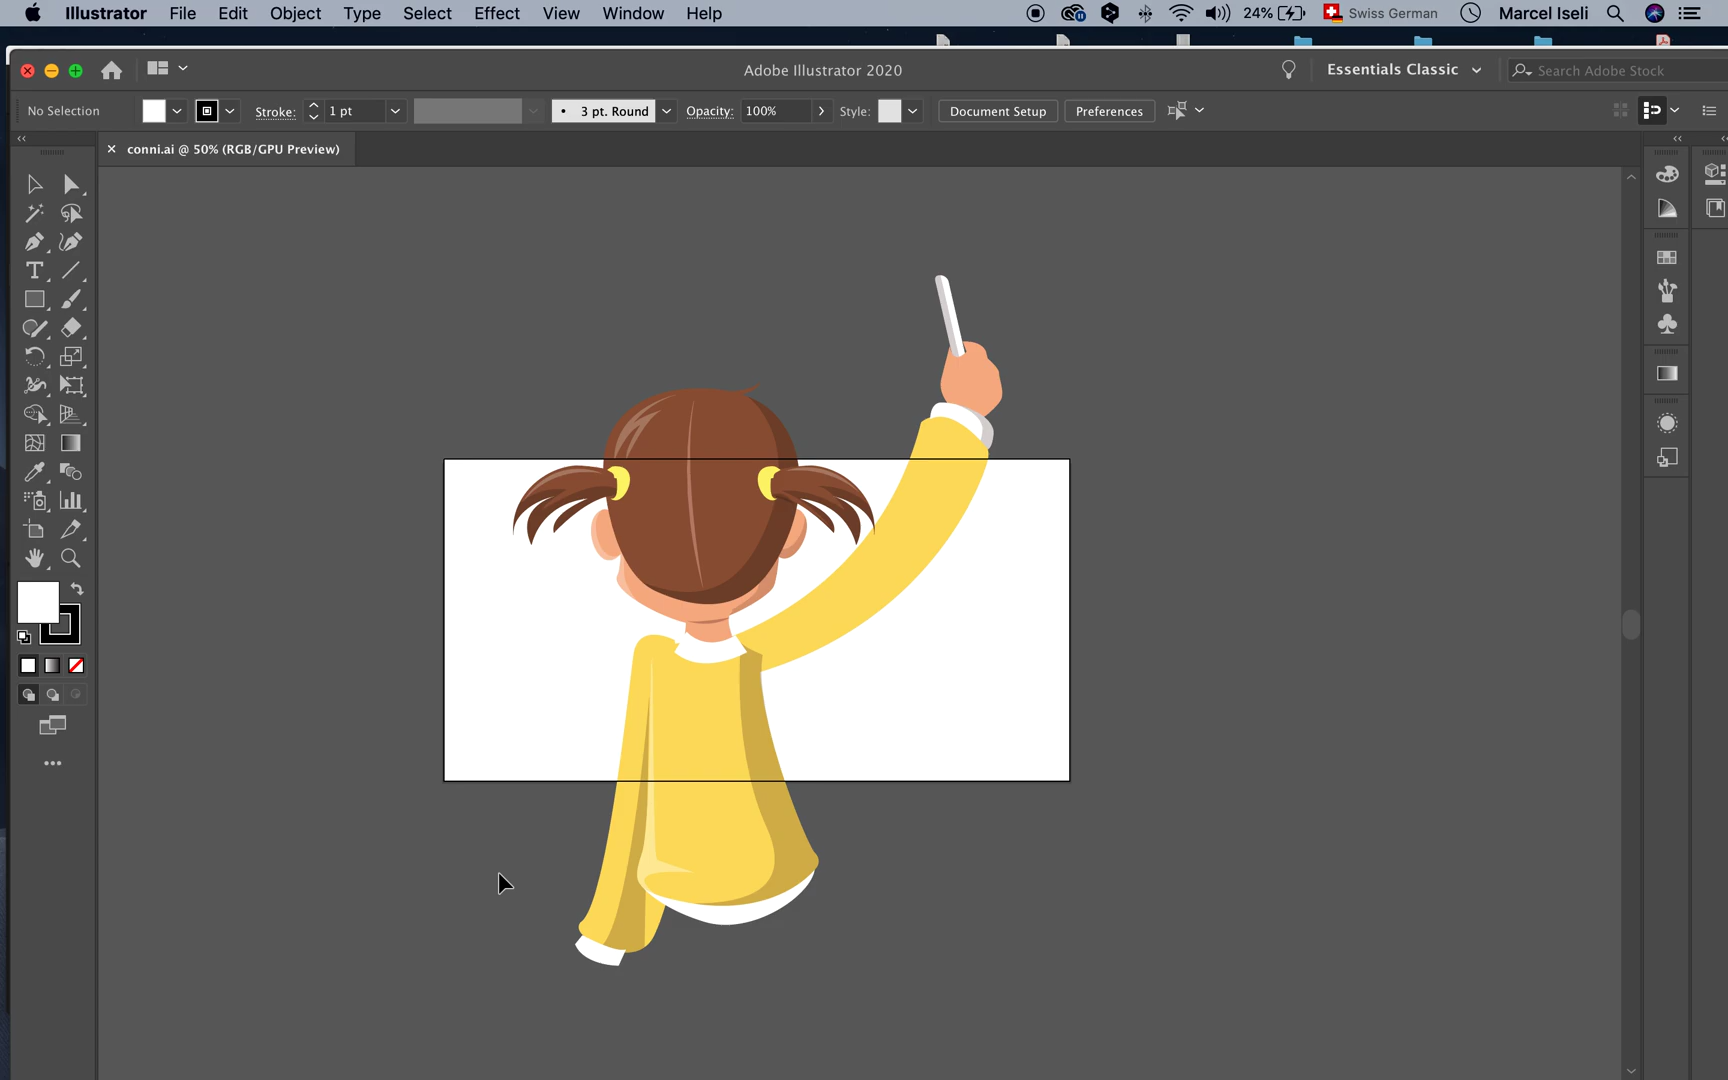 Illustrator File Edit Object Type Select Effect View Window Help 24% Swiss German Marcel Iseli
Adobe Illustrator 2020 Essentials Classic Search Adobe Stock
No Selection Stroke: 1 pt 3 pt. Round Opacity: 100% Style: Document Setup Preferences
conni.ai @ 50% (RGB/GPU Preview)